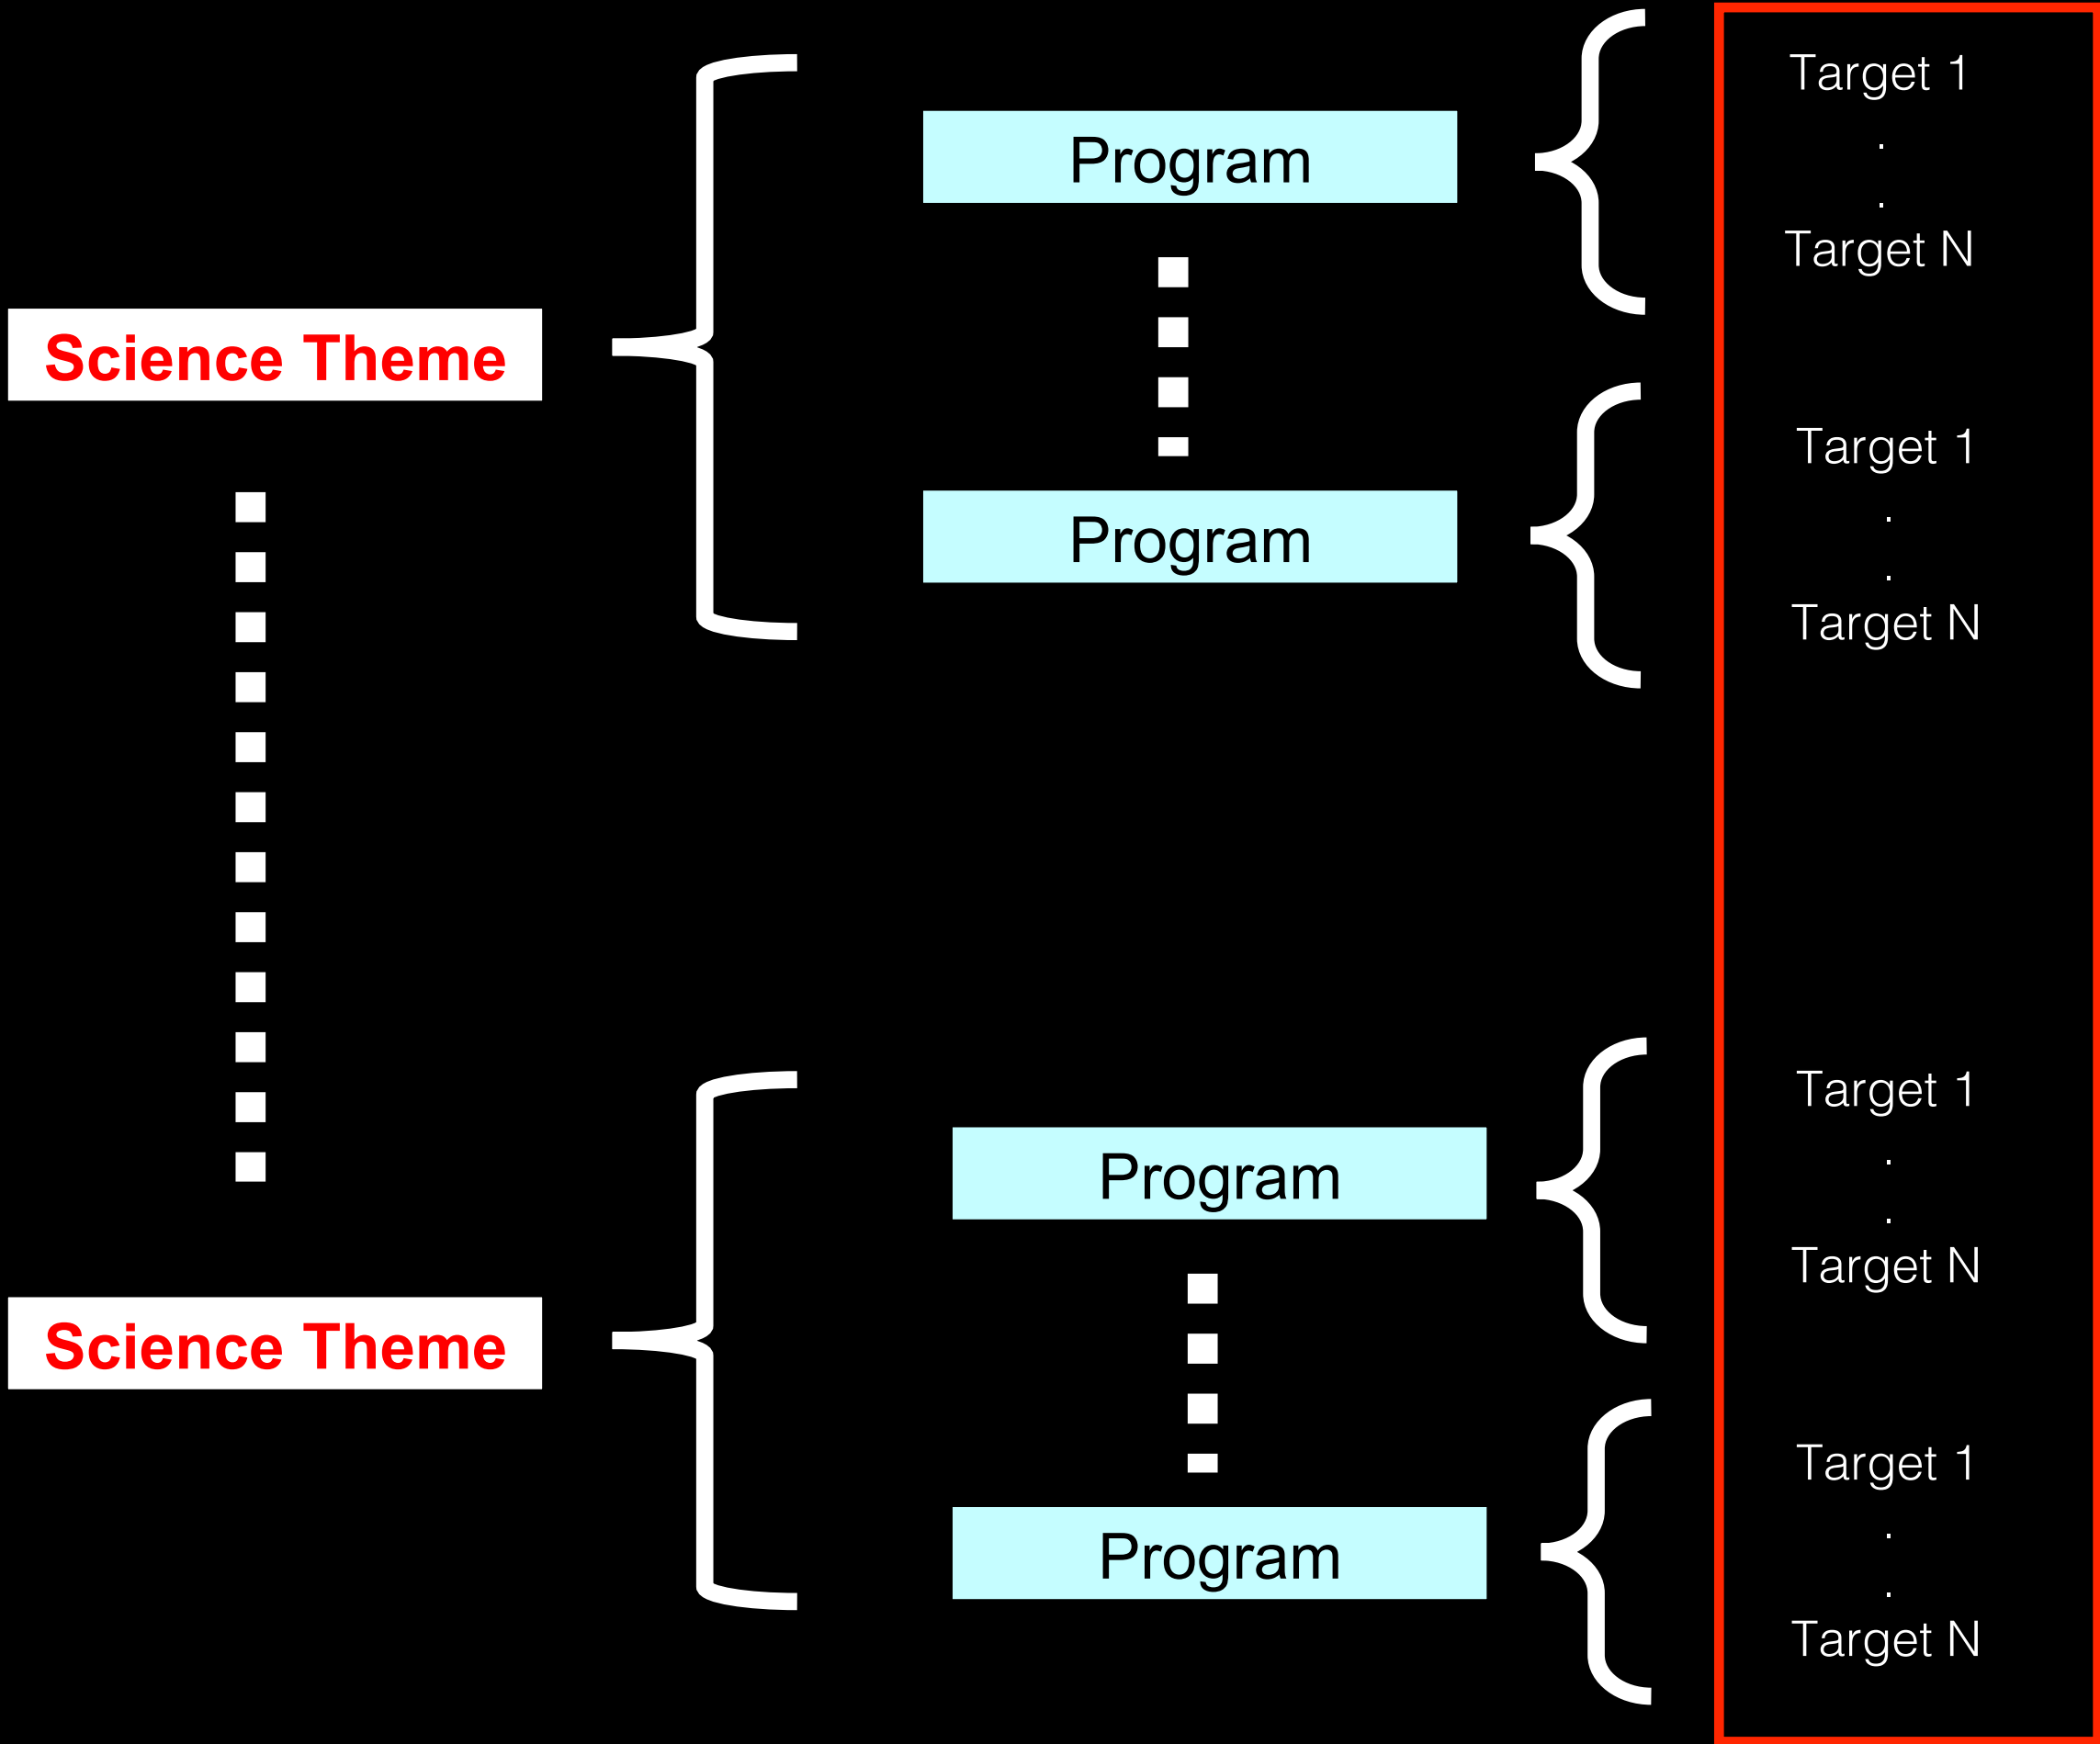 Science Theme
Program
Target 1
.
.
Target N
Program
Target 1
.
.
Target N
Science Theme
Program
Target 1
.
.
Target N
Program
Target 1
.
.
Target N